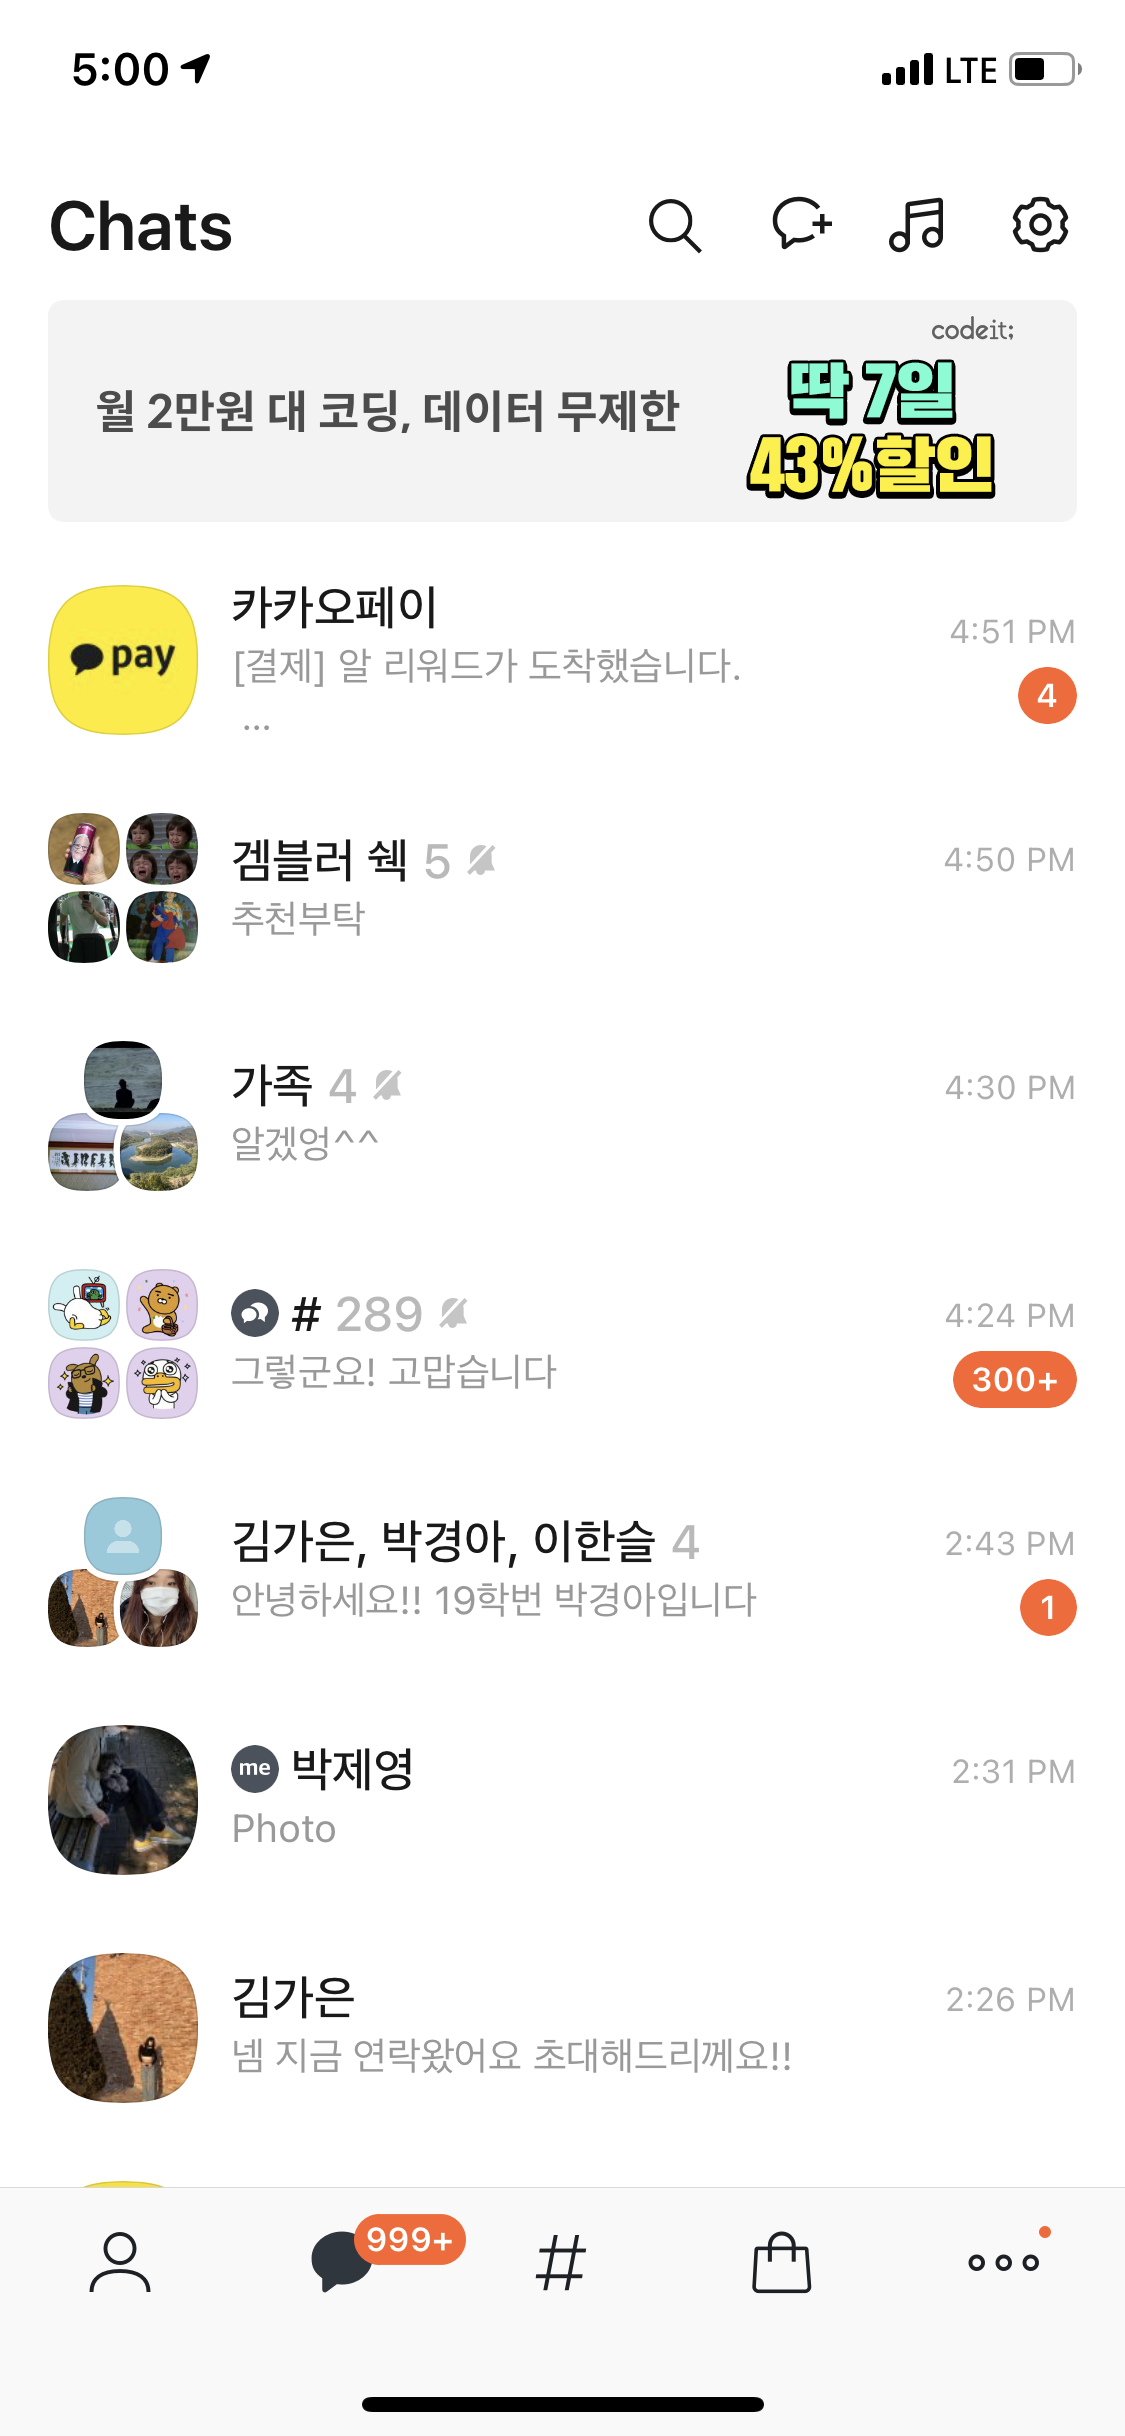 5:00
LTE
Chats
codeit;
월 2만원 대 코딩, 데이터 무제한
딱 7일
43%할인
pay
카카오페이
4:51 PM
[결제] 알 리워드가 도착했습니다.
...
4
겜블러 쉨 5
4:50 PM
추천부탁
가족 4
4:30 PM
알겠엉^^
# 289
4:24 PM
그렇군요! 고맙습니다
300+
김가은, 박경아, 이한슬 4
2:43 PM
안녕하세요!! 19학번 박경아입니다
1
me 박제영
2:31 PM
Photo
김가은
2:26 PM
넴 지금 연락왔어요 초대해드리께요!!
999+
#